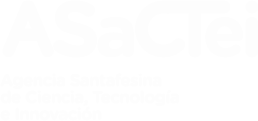 ASaCTei
Agencia Santafesina
de Ciencia, Tecnología
e Innovación